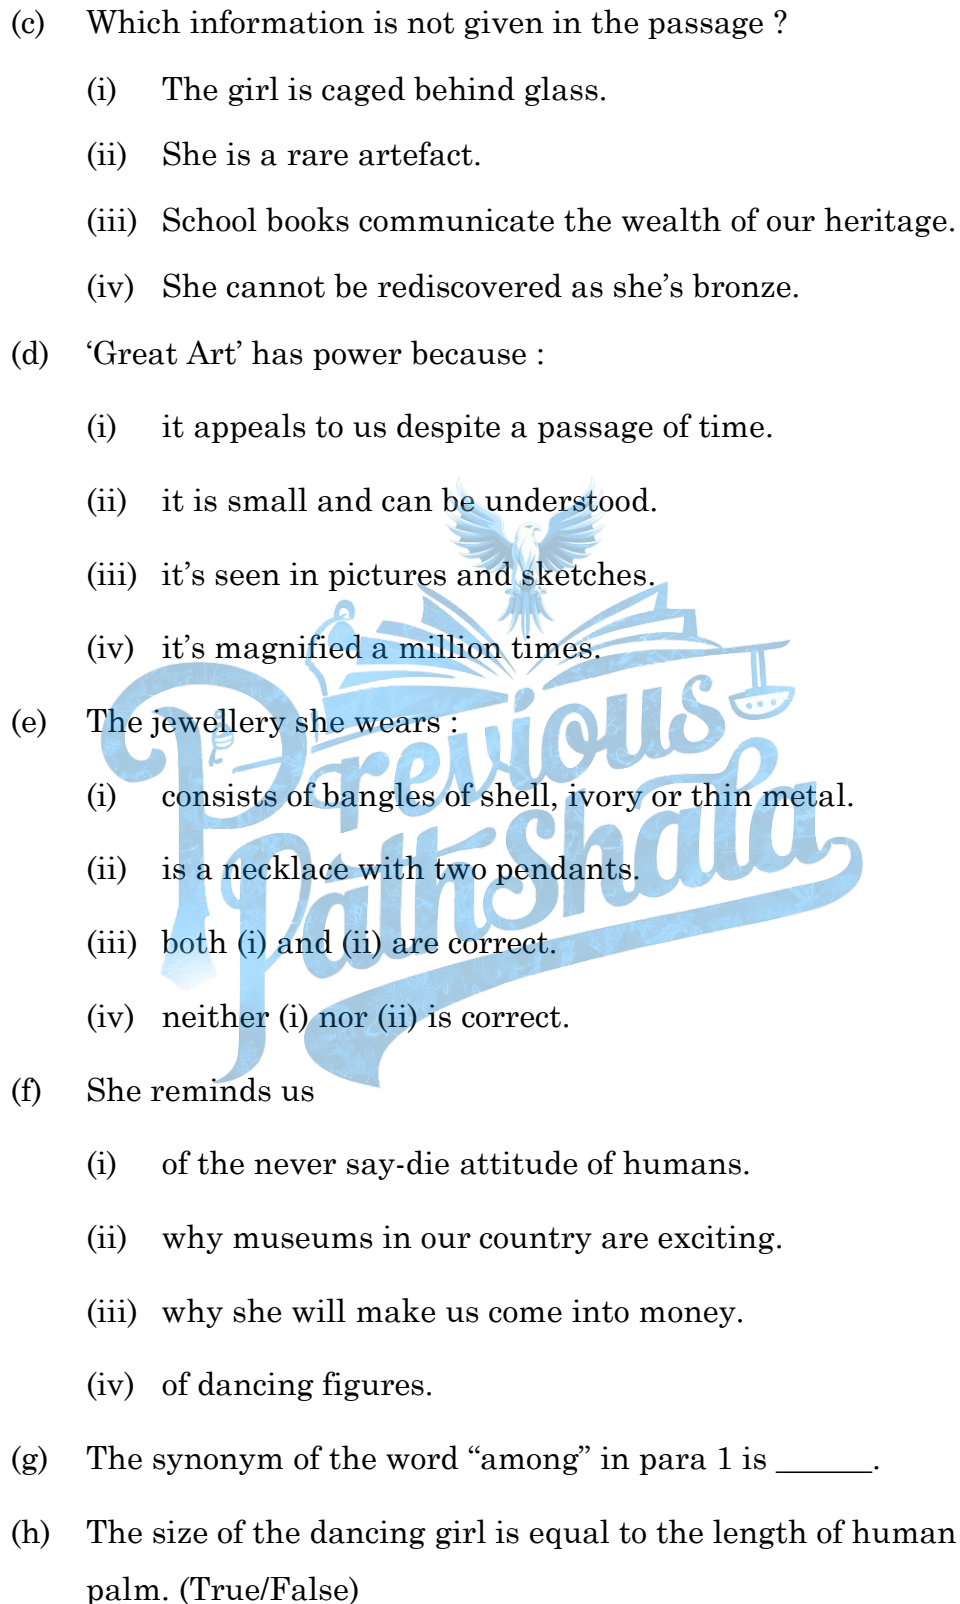 (c) Which information is not given in the passage ?
(i) The girl is caged behind glass.
(ii) She is a rare artefact.
(iii) School books communicate the wealth of our heritage.
(iv) She cannot be rediscovered as she’s bronze.
(d) ‘Great Art’ has power because :
(i) it appeals to us despite a passage of time.
(ii) it is small and can be understood.
(iii) it’s seen in pictures and sketches.
(iv) it’s magnified a million times.
(e) The jewellery she wears :
(i) consists of bangles of shell, ivory or thin metal.
(ii) is a necklace with two pendants.
(iii) both (i) and (ii) are correct.
(iv) neither (i) nor (ii) is correct.
(f) She reminds us
(i) of the never say-die attitude of humans.
(ii) why museums in our country are exciting.
(iii) why she will make us come into money.
(iv) of dancing figures.
(g) The synonym of the word “among” in para 1 is ______.
(h) The size of the dancing girl is equal to the length of human
palm. (True/False)
Previous
PathShala